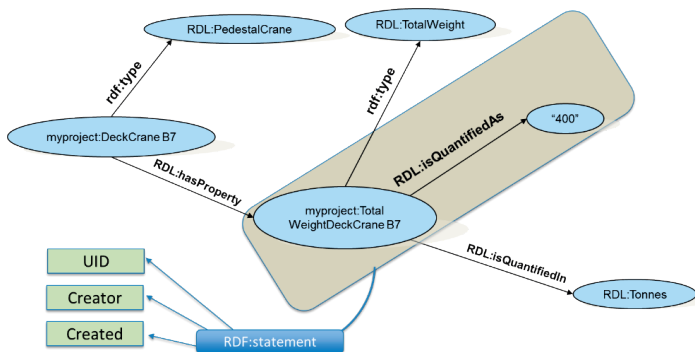 RDL:PedestalCrane
RDL:TotalWeight
rdf:type
rdf:type
"400"
myproject:DeckCrane B7
RDL:isQuantifiedAs
RDL:hasProperty
myproject:Total
WeightDeckCrane B7
RDL:isQuantifiedIn
UID
RDL:Tonnes
Creator
Created
RDF:statement